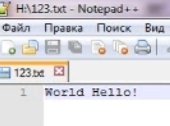 H:\123.txt - Notepad++
Файл Правка Поиск Вид
123.txt
1 World Hello!